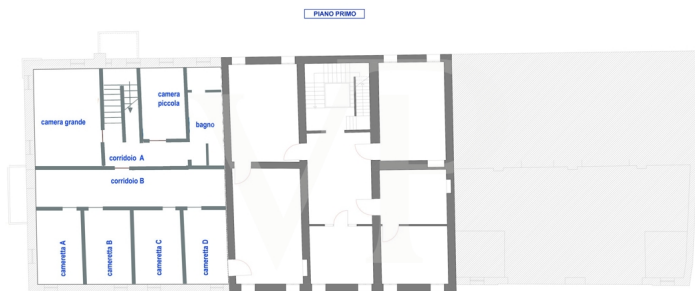 PIANO PRIMO
camera grande
camera
piccola
bagno
corridoio A
corridoio B
cameretta A
cameretta B
cameretta C
cameretta D